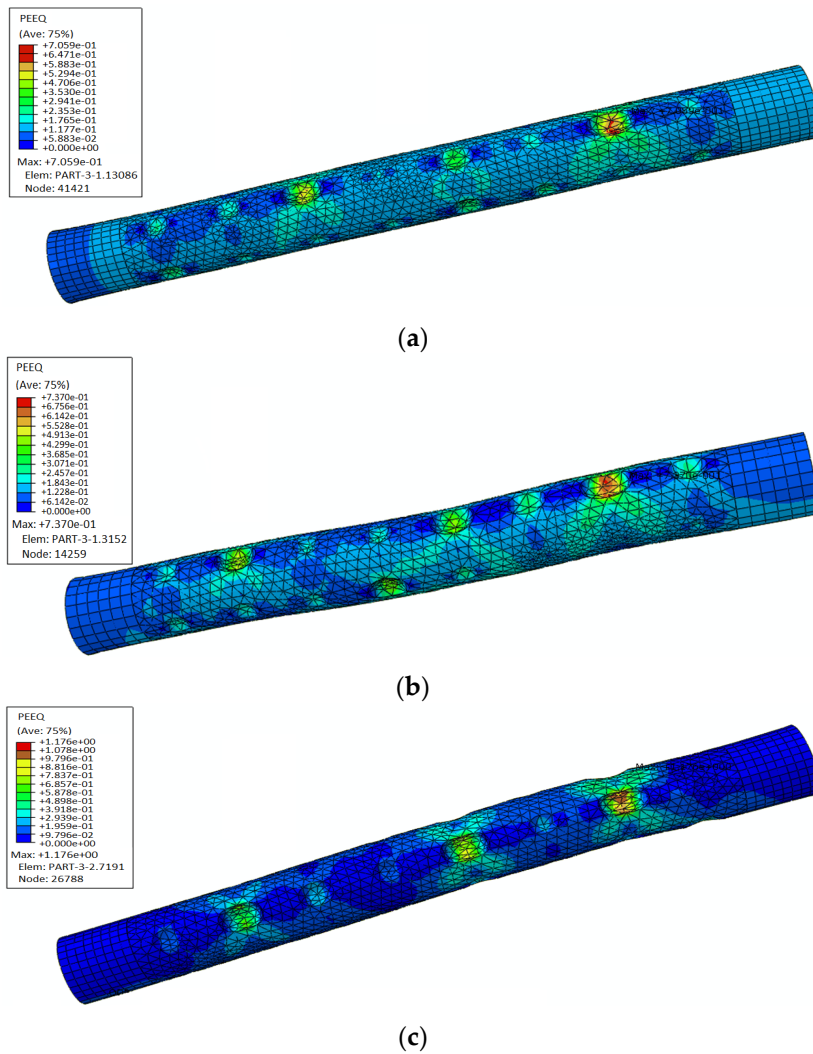 PEEQ
(Ave: 75%)
+7.059e-01
+6.471e-01
+5.883e-01
+5.294e-01
+4.706e-01
+3.530e-01
+2.941e-01
+2.353e-01
+1.765e-01
+1.177e-01
+5.883e-02
+0.000e+00
Max: +7.059e-01
Elem: PART-3-1.13086
Node: 41421
(a)
PEEQ
(Ave: 75%)
+7.370e-01
+6.756e-01
+6.142e-01
+5.528e-01
+4.913e-01
+4.299e-01
+3.685e-01
+3.071e-01
+2.457e-01
+1.843e-01
+1.228e-01
+6.142e-02
+0.000e+00
Max: +7.370e-01
Elem: PART-3-1.3152
Node: 14259
(b)
PEEQ
(Ave: 75%)
+1.176e+00
+1.078e+00
+9.796e-01
+8.816e-01
+7.837e-01
+6.857e-01
+5.878e-01
+4.898e-01
+3.918e-01
+2.939e-01
+1.959e-01
+9.796e-02
+0.000e+00
Max: +1.176e+00
Elem: PART-3-2.7191
Node: 26788
(c)